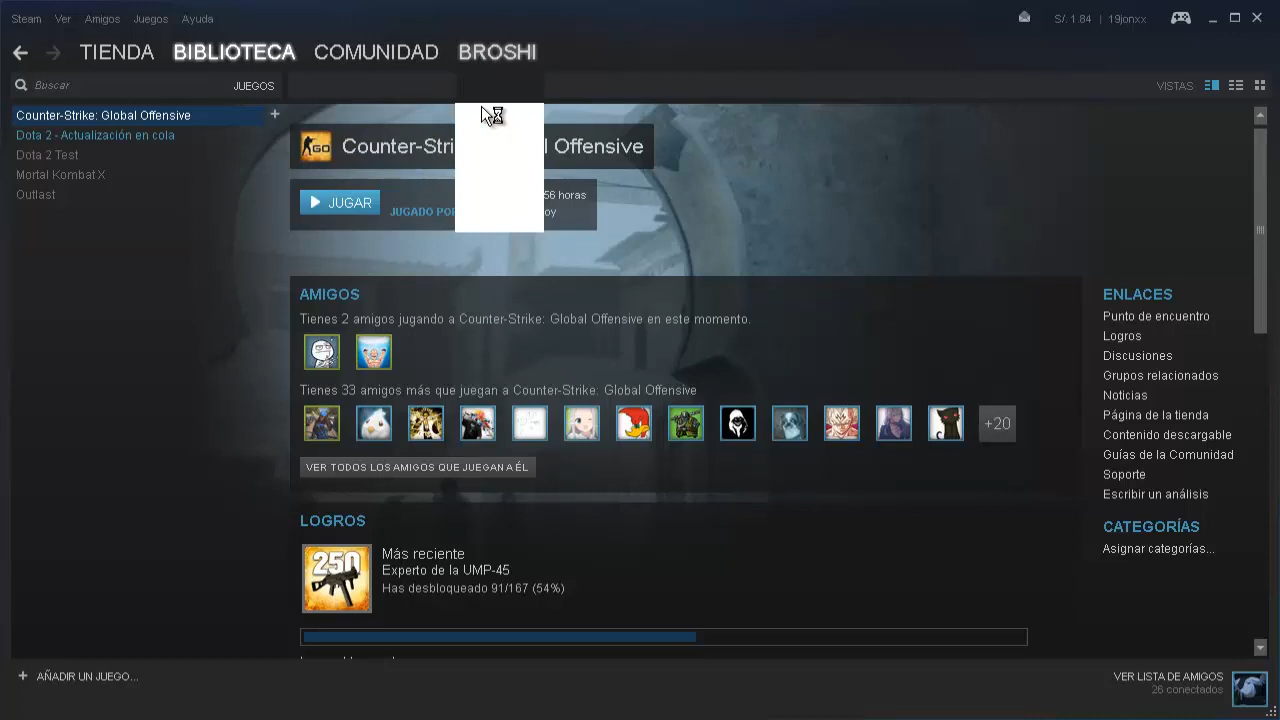 Steam Ver Amigos Juegos Ayuda
S/. 1.84 | 19jonxx
TIENDA BIBLIOTECA COMUNIDAD BROSHI
Buscar JUEGOS
VISTAS
Counter-Strike: Global Offensive
Dota 2 - Actualización en cola
Dota 2 Test
Mortal Kombat X
Outlast
GO
Counter-Stri l Offensive
JUGAR
JUGADO POR
56 horas
oy
AMIGOS
Tienes 2 amigos jugando a Counter-Strike: Global Offensive en este momento.
Tienes 33 amigos más que juegan a Counter-Strike: Global Offensive
+20
VER TODOS LOS AMIGOS QUE JUEGAN A ÉL
LOGROS
250
Más reciente
Experto de la UMP-45
Has desbloqueado 91/167 (54%)
ENLACES
Punto de encuentro
Logros
Discusiones
Grupos relacionados
Noticias
Página de la tienda
Contenido descargable
Guías de la Comunidad
Soporte
Escribir un análisis
CATEGORÍAS
Asignar categorías...
+ AÑADIR UN JUEGO...
VER LISTA DE AMIGOS
26 conectados